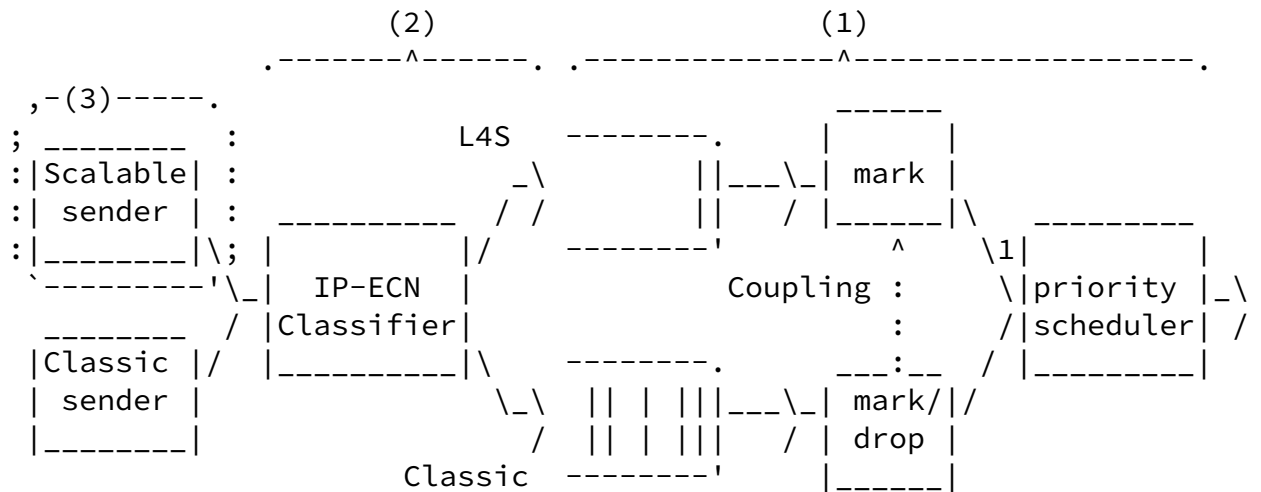 (2) (1)
(3)
L4S
Scalable mark
sender
1
IP-ECN Coupling priority
Classifier scheduler
Classic
sender mark/
drop
Classic